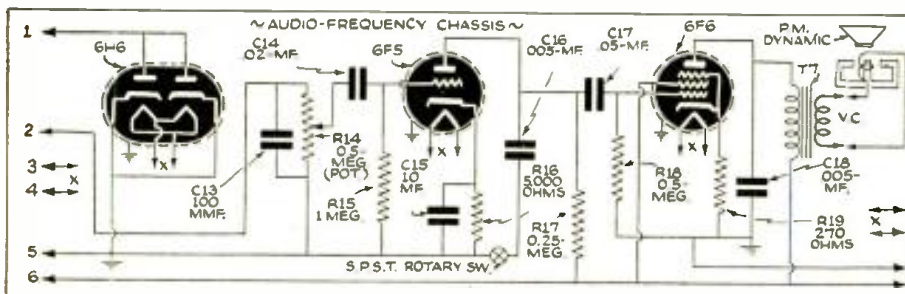 ~ AUDIO-FREQUENCY CHASSIS ~
1
6H6
C14
.02-MF.
6F5
C16
.005-MF.
C17
.05-MF.
6F6
P.M.
DYNAMIC
T7
V.C.
2
3
X
4
X
C13
100
MMF.
R14
0.5-
MEG.
(POT.)
R15
1 MEG.
C15
10
MF.
X
R16
5,000
OHMS
R17
0.25-
MEG.
R18
0.5-
MEG.
X
C18
.005-
MF.
R19
270
OHMS
X
5
6
S.P.S.T. ROTARY SW.